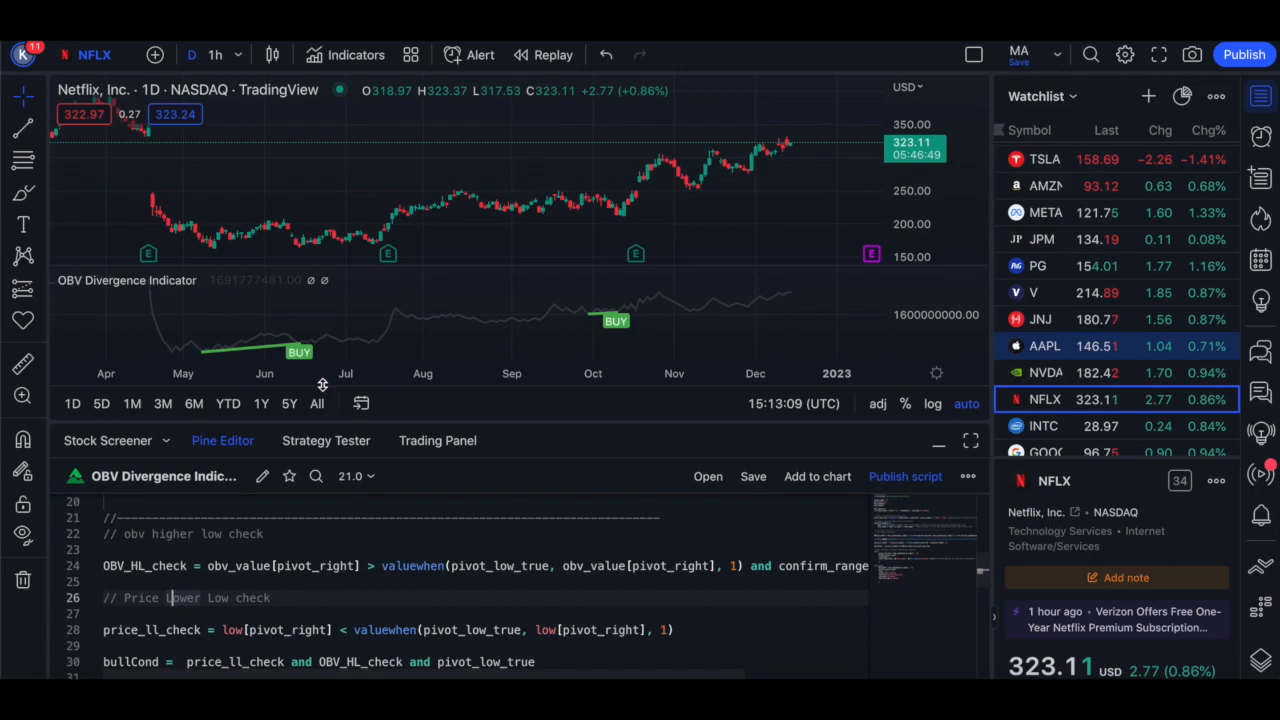 K 11 NFLX D 1h Indicators Alert Replay MA Save Publish
Netflix, Inc. · 1D · NASDAQ · TradingView O318.97 H323.37 L317.53 C323.11 +2.77 (+0.86%) USD
322.97 0.27 323.24
350.00
323.11
05:46:49
250.00
200.00
150.00
E E E E
OBV Divergence Indicator 1691777481.00 ø ø
1600000000.00
BUY
BUY
Apr May Jun Jul Aug Sep Oct Nov Dec 2023
1D 5D 1M 3M 6M YTD 1Y 5Y All 15:13:09 (UTC) adj % log auto
Stock Screener Pine Editor Strategy Tester Trading Panel
OBV Divergence Indic... 21.0 Open Save Add to chart Publish script
20
21 //------------------------------------------------------------------------------
22 // obv higher low check
23
24 OBV_HL_check = obv_value[pivot_right] > valuewhen(pivot_low_true, obv_value[pivot_right], 1) and confirm_range
25
26 // Price Lower Low check
27
28 price_ll_check = low[pivot_right] < valuewhen(pivot_low_true, low[pivot_right], 1)
29
30 bullCond = price_ll_check and OBV_HL_check and pivot_low_true
31
Watchlist
Symbol Last Chg Chg%
TSLA 158.69 −2.26 −1.41%
AMZN 93.12 0.63 0.68%
META 121.75 1.60 1.33%
JPM 134.19 0.11 0.08%
PG 154.01 1.77 1.16%
V 214.89 1.85 0.87%
JNJ 180.77 1.56 0.87%
AAPL 146.51 1.04 0.71%
NVDA 182.42 1.70 0.94%
NFLX 323.11 2.77 0.86%
INTC 28.97 0.24 0.84%
GOOG 96.75 0.90 0.94%
NFLX 34
Netflix, Inc. • NASDAQ
Technology Services • Internet
Software/Services
Add note
1 hour ago • Verizon Offers Free One-
Year Netflix Premium Subscription...
323.11 USD 2.77 (0.86%)